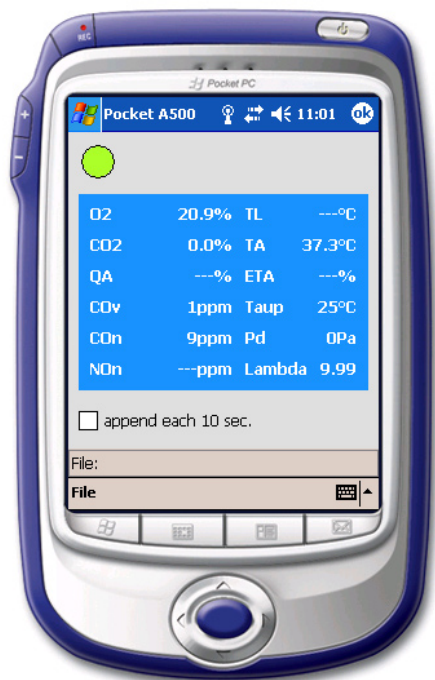 REC
Pocket PC
Pocket A500 11:01 ok
O2 20.9% TL ---°C
CO2 0.0% TA 37.3°C
QA ---% ETA ---%
COv 1ppm Taup 25°C
COn 9ppm Pd 0Pa
NOn ---ppm Lambda 9.99
append each 10 sec.
File:
File